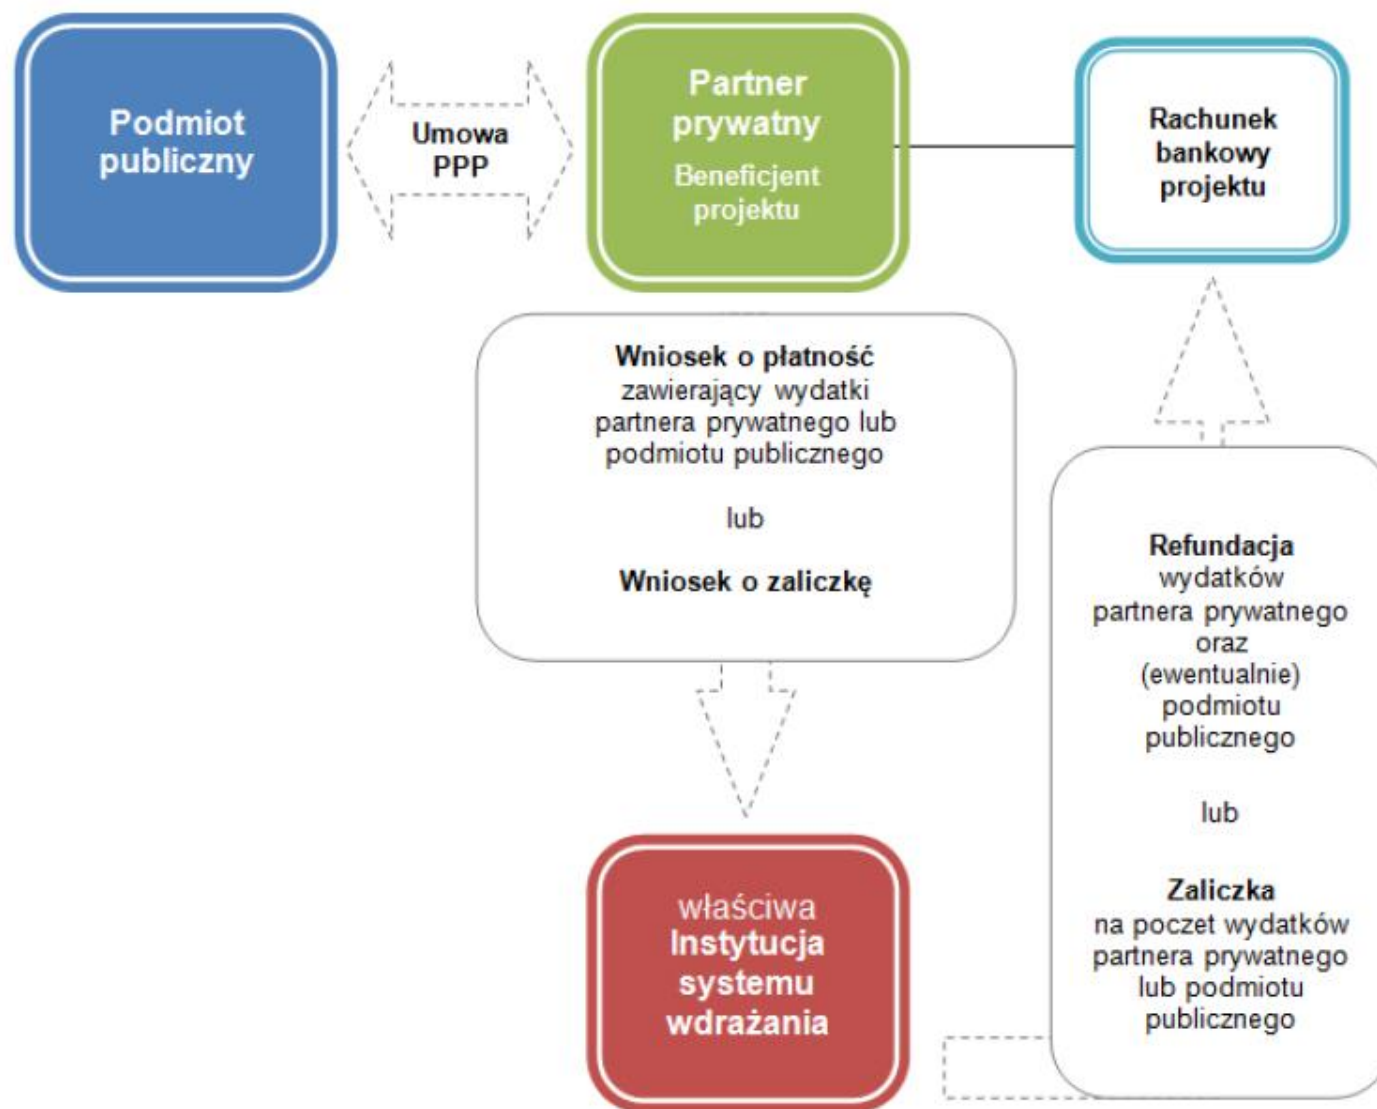 Podmiot
publiczny
Umowa
PPP
Partner
prywatny
Beneficjent
projektu
Rachunek
bankowy
projektu
Wniosek o płatność
zawierający wydatki
partnera prywatnego lub
podmiotu publicznego
lub
Wniosek o zaliczkę
właściwa
Instytucja
systemu
wdrażania
Refundacja
wydatków
partnera prywatnego
oraz
(ewentualnie)
podmiotu
publicznego
lub
Zaliczka
na poczet wydatków
partnera prywatnego
lub podmiotu
publicznego